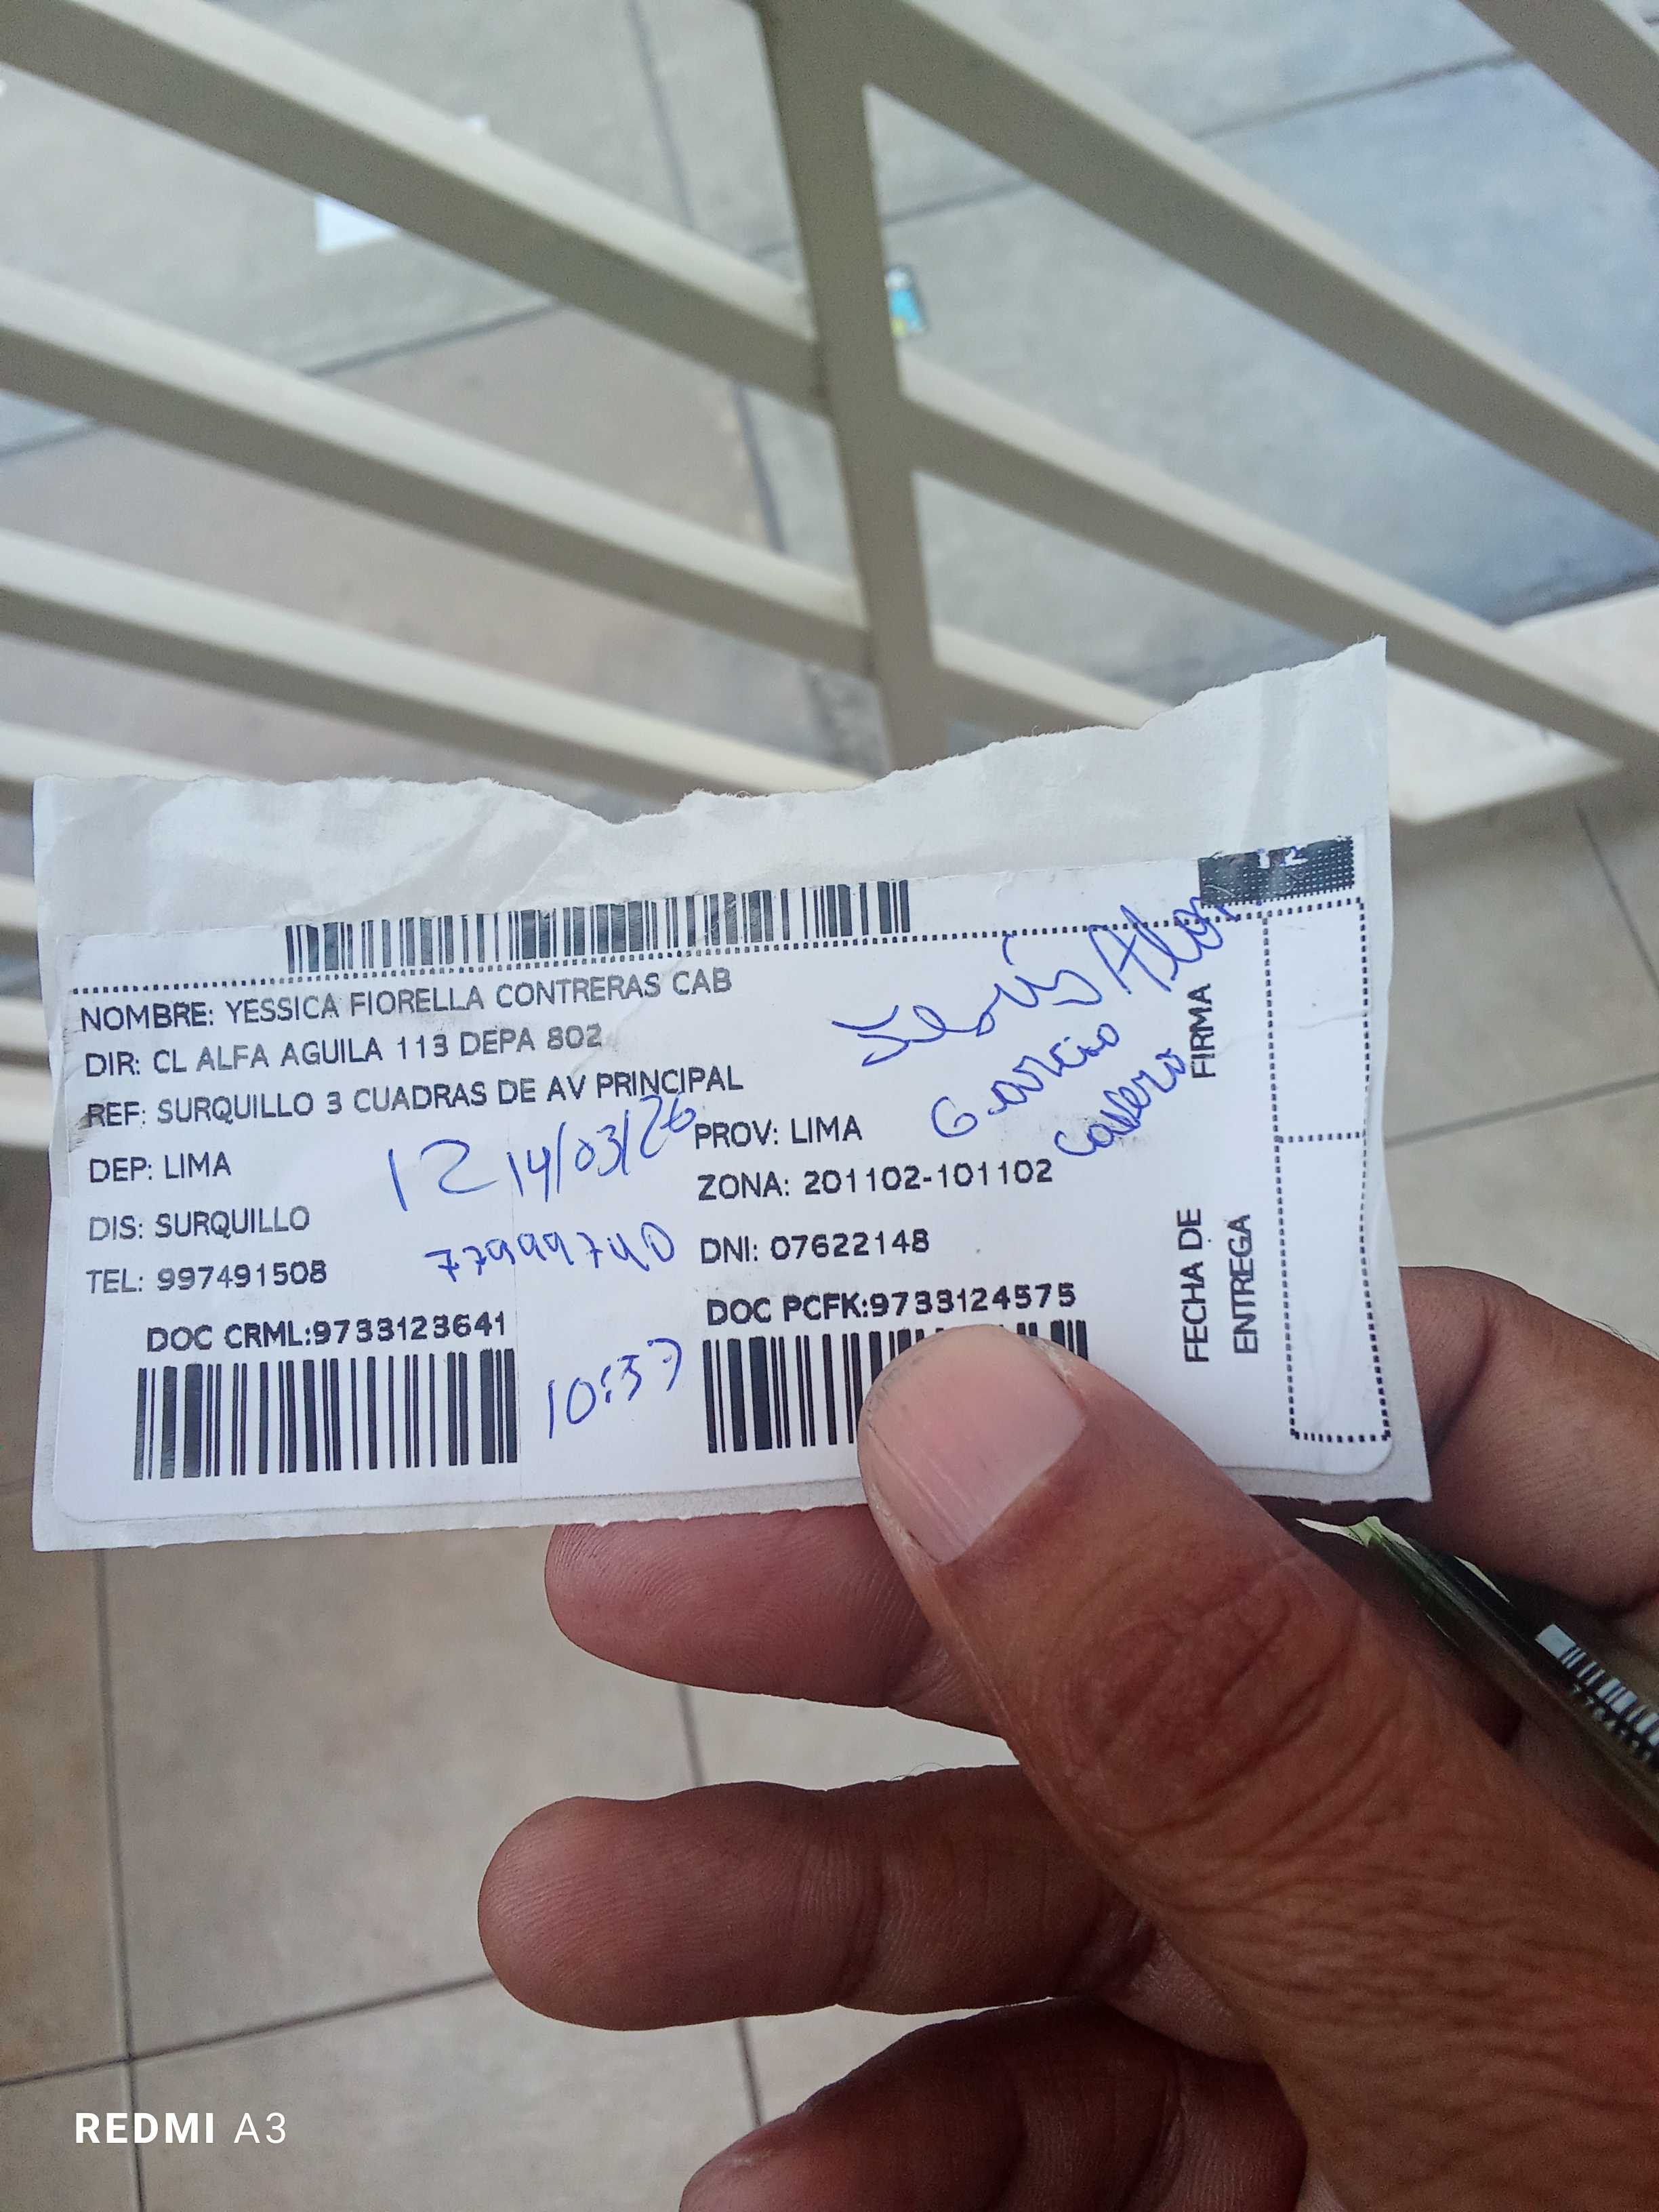 NOMBRE: YESSICA FIORELLA CONTRERAS CAB
DIR: CL ALFA AGUILA 113 DEPA 802
REF: SURQUILLO 3 CUADRAS DE AV PRINCIPAL
DEP: LIMA
PROV: LIMA
12 14/03/26
ZONA: 201102-101102
DIS: SURQUILLO
TEL: 997491508
DNI: 07622148
DOC CRML:9733123641
DOC PCFK:9733124575
10:37
Jesús
Garcia
FIRMA
FECHA DE
ENTREGA
REDMI A3